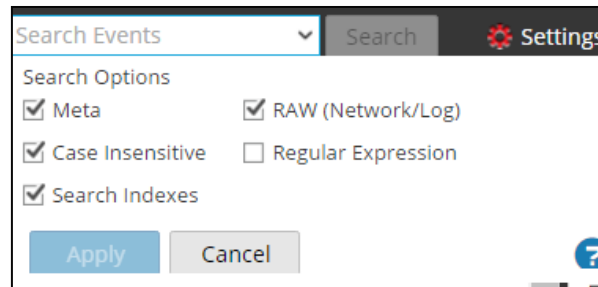 Search Events Search Settings
Search Options
Meta RAW (Network/Log)
Case Insensitive Regular Expression
Search Indexes
Apply Cancel ?